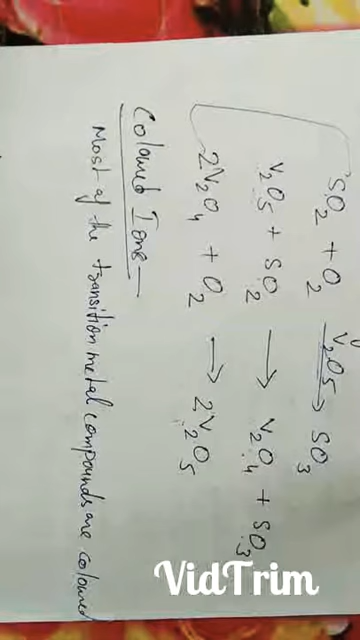 SO2 + O2 V2O5→ SO3
V2O5 + SO2 → V2O4 + SO3
2V2O4 + O2 → 2V2O5
Coloured Ions —
Most of the transition metal compounds are coloured
VidTrim